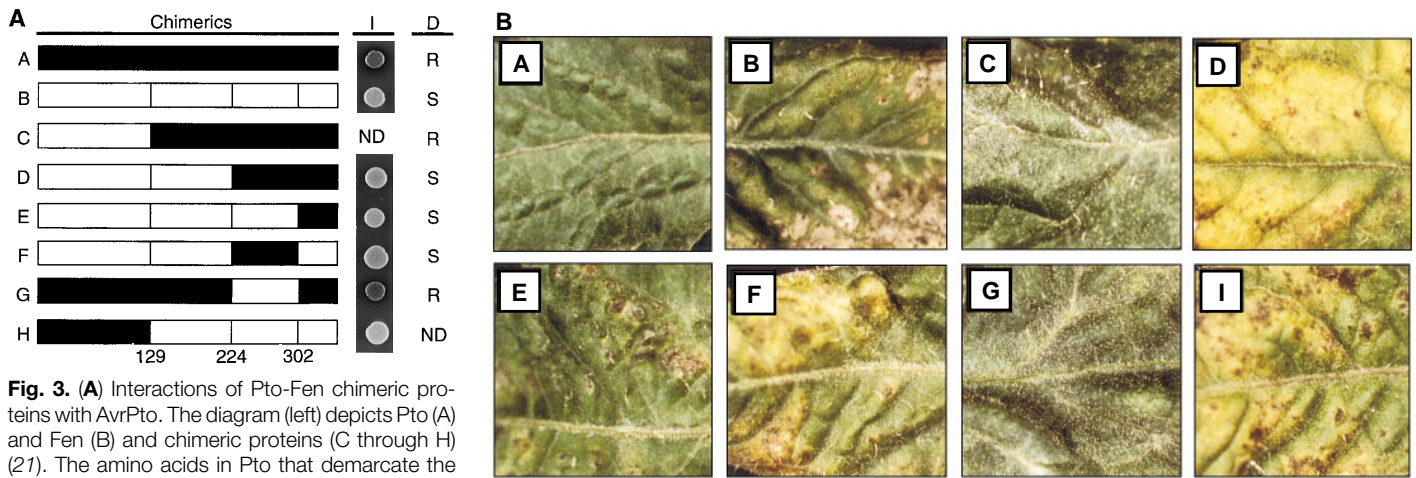 A
Chimerics I D
A R
B S
C ND R
D S
E S
F S
G R
H ND
129 224 302
Fig. 3. (A) Interactions of Pto-Fen chimeric pro-
teins with AvrPto. The diagram (left) depicts Pto (A)
and Fen (B) and chimeric proteins (C through H)
(21). The amino acids in Pto that demarcate the
B
A B C D
E F G I